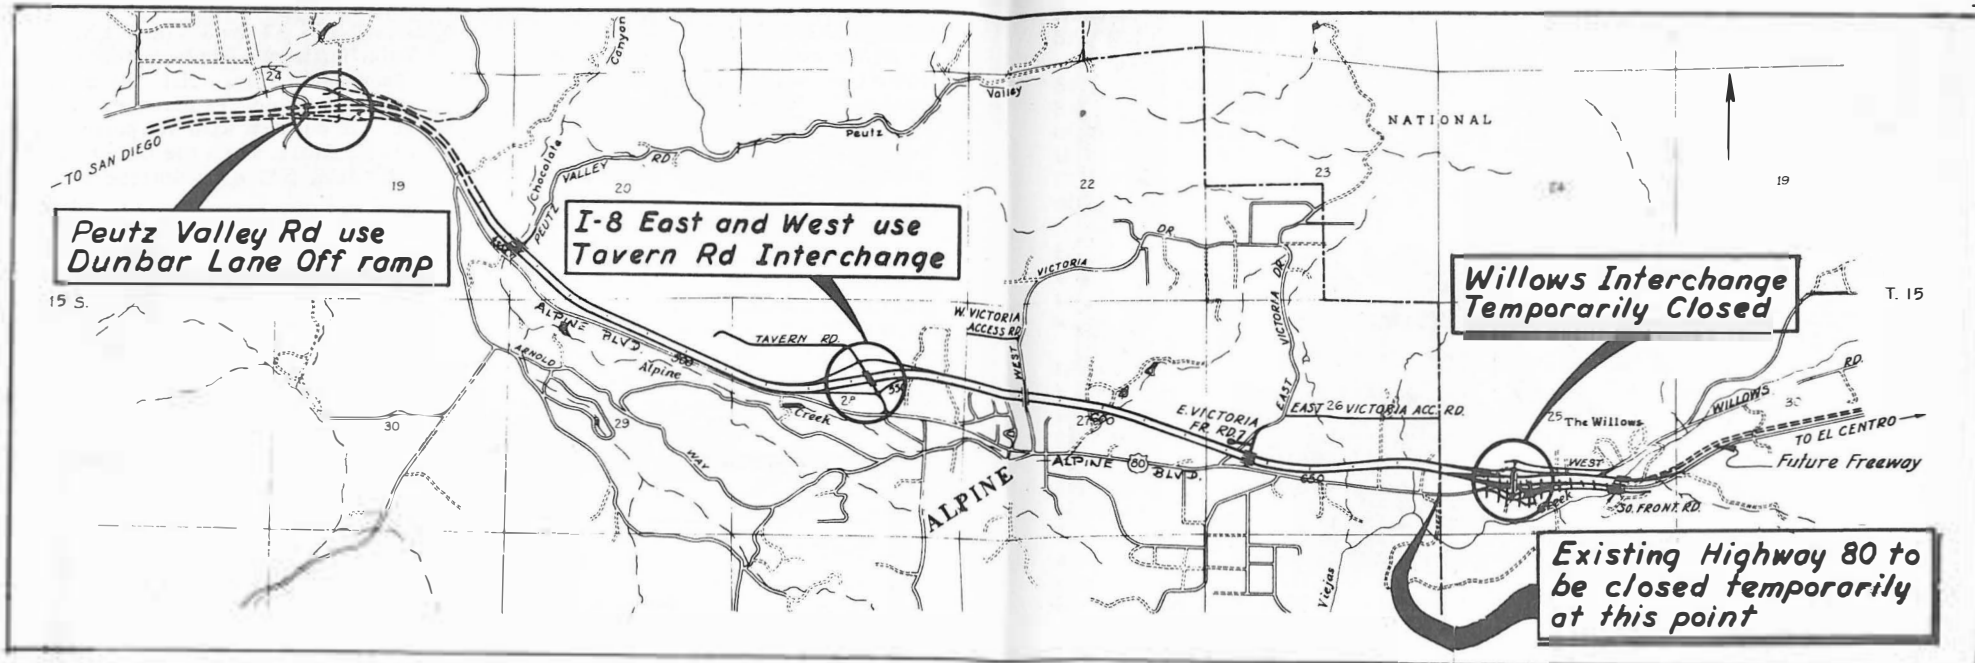 24
TO SAN DIEGO
19
Peutz Valley Rd use
Dunbar Lane Off ramp
15 S.
Canyon
Chocolate
PEUTZ
VALLEY
RD
20
Peutz
Valley
I-8 East and West use
Tavern Rd Interchange
22
23
NATIONAL
24
19
T. 15
DR
VICTORIA
VICTORIA DR
EAST
W. VICTORIA
ACCESS RD
WEST
TAVERN RD.
ALPINE BLVD.
Alpine
Creek
ARNOLD
WAY
30
29
ALPINE
ALPINE
80
BLVD.
E. VICTORIA
FR. RD.
EAST 26 VICTORIA ACC. RD.
Willows Interchange
Temporarily Closed
25
The Willows
WILLOWS
RD.
30
TO EL CENTRO
Future Freeway
WEST
Creek
SO. FRONT. RD.
Viejas
Existing Highway 80 to
be closed temporarily
at this point